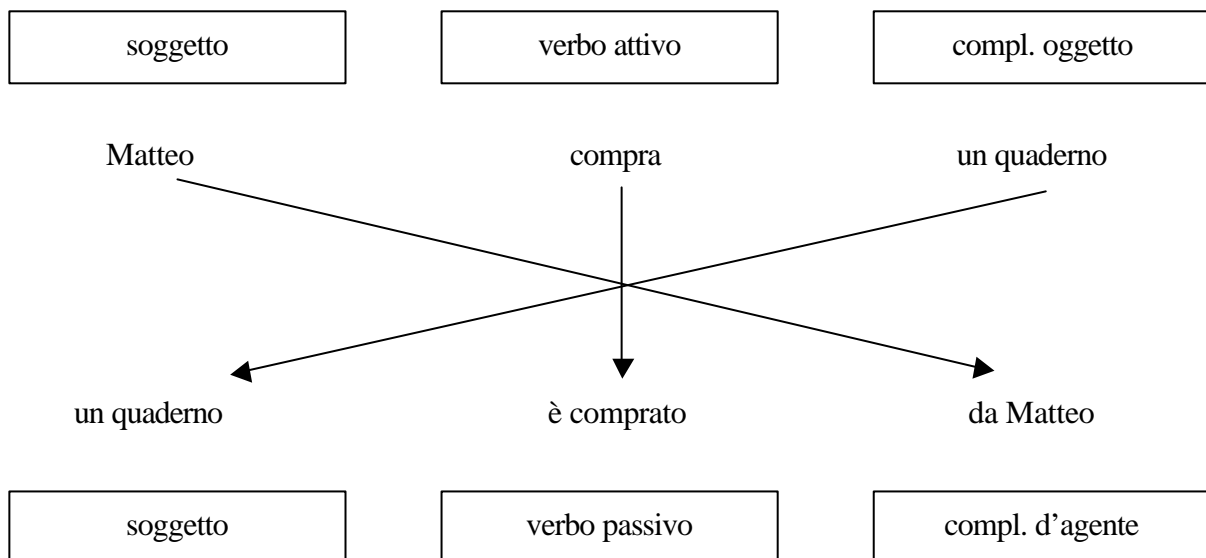 soggetto verbo attivo compl. oggetto
Matteo compra un quaderno
un quaderno è comprato da Matteo
soggetto verbo passivo compl. d’agente